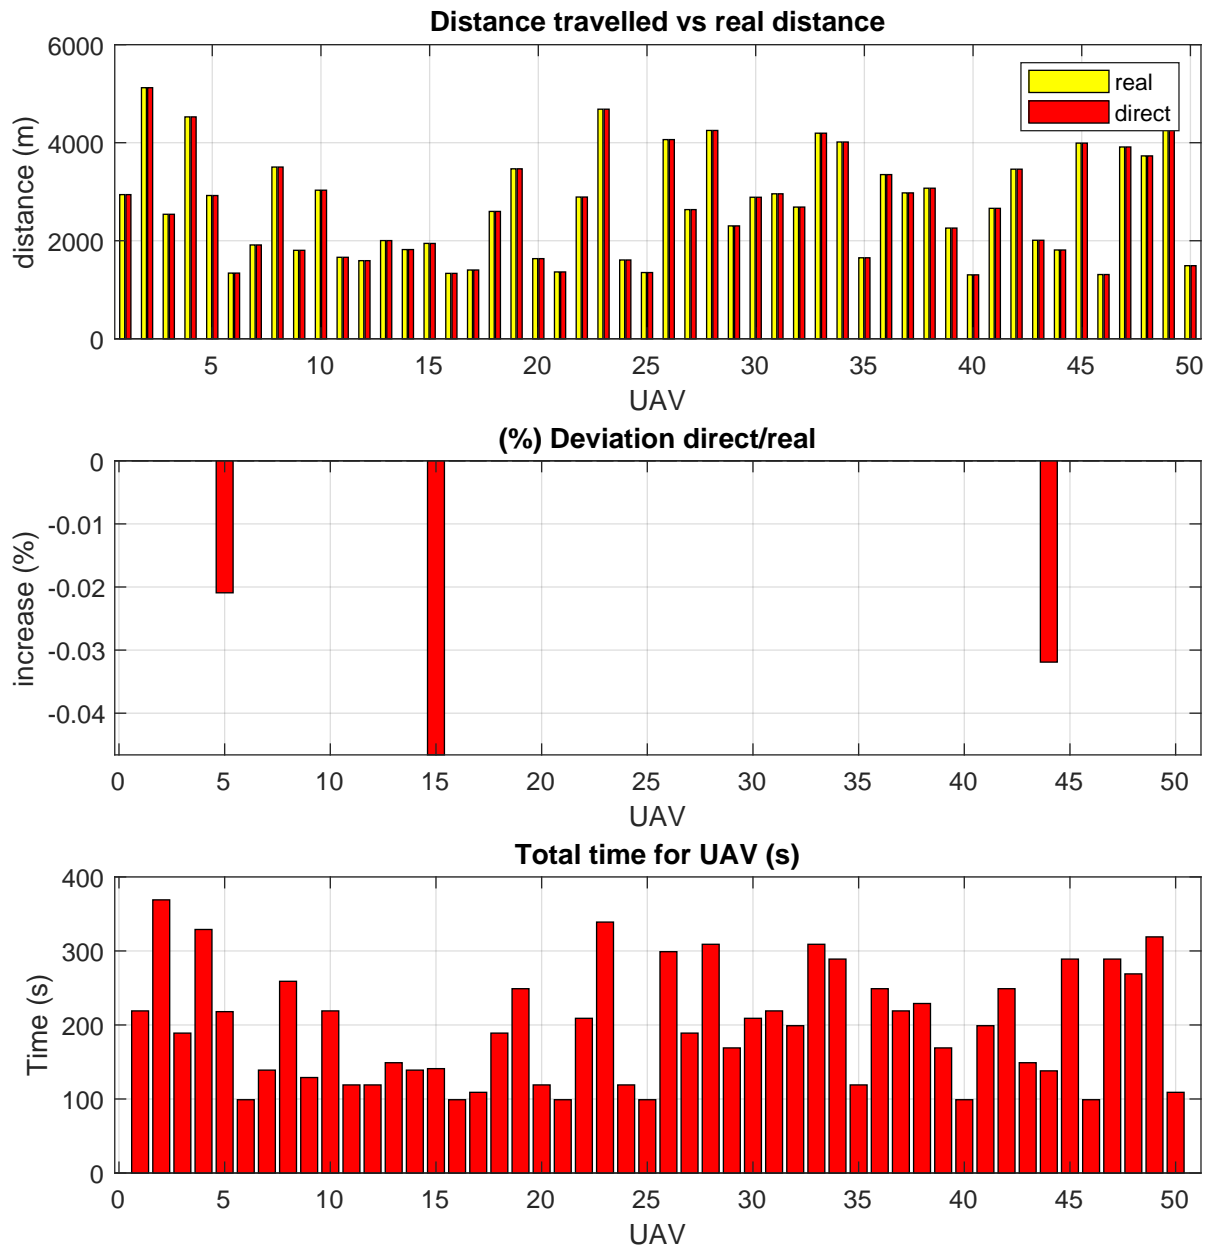 Distance travelled vs real distance
6000
4000
2000
0
distance (m)
real
direct
5 10 15 20 25 30 35 40 45 50
UAV
(%) Deviation direct/real
0
-0.01
-0.02
-0.03
-0.04
increase (%)
0 5 10 15 20 25 30 35 40 45 50
UAV
Total time for UAV (s)
400
300
200
100
0
Time (s)
0 5 10 15 20 25 30 35 40 45 50
UAV